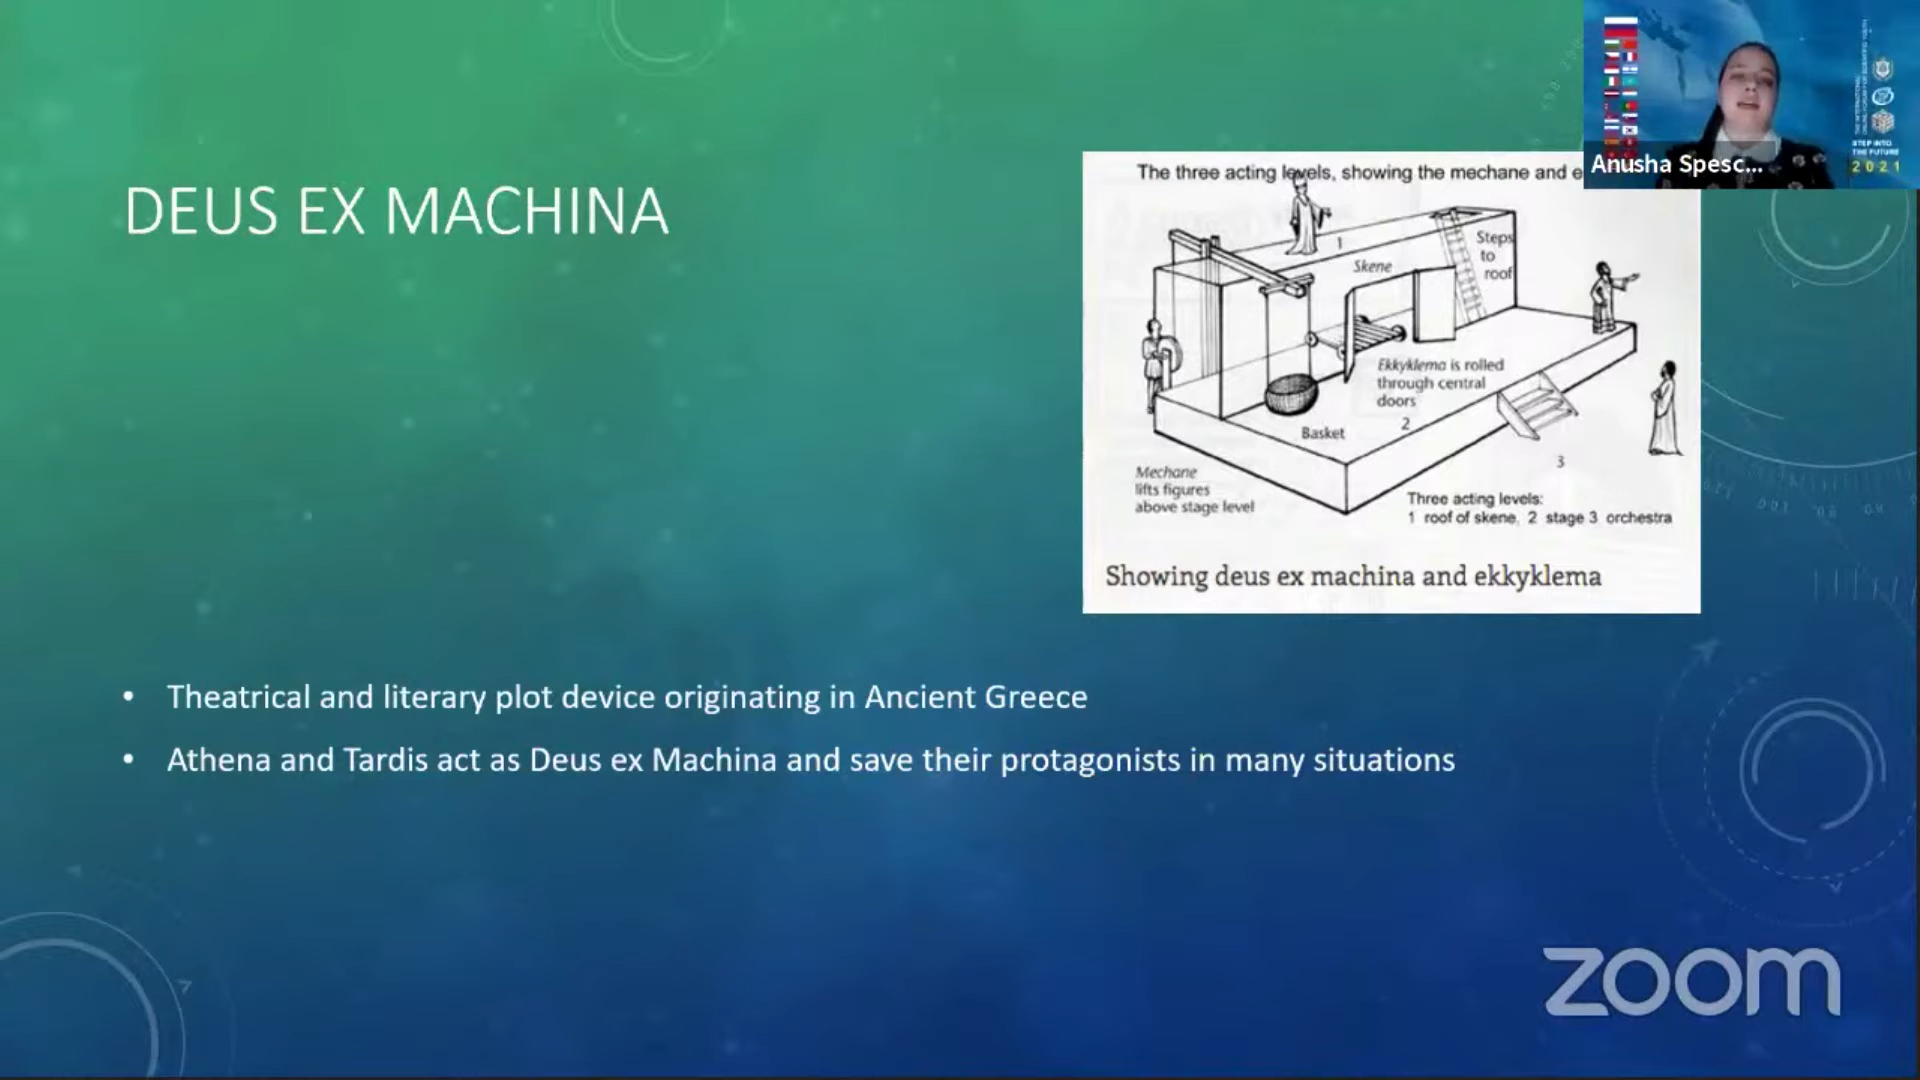 DEUS EX MACHINA
The three acting levels, showing the mechane and e
1
Skene
Steps
to
roof
Ekkyklema is rolled
through central
doors
2
Basket
3
Mechane
lifts figures
above stage level
Three acting levels:
1 roof of skene, 2 stage 3 orchestra
Showing deus ex machina and ekkyklema
• Theatrical and literary plot device originating in Ancient Greece
• Athena and Tardis act as Deus ex Machina and save their protagonists in many situations
Anusha Spesc...
STEP INTO
THE FUTURE
2021
zoom